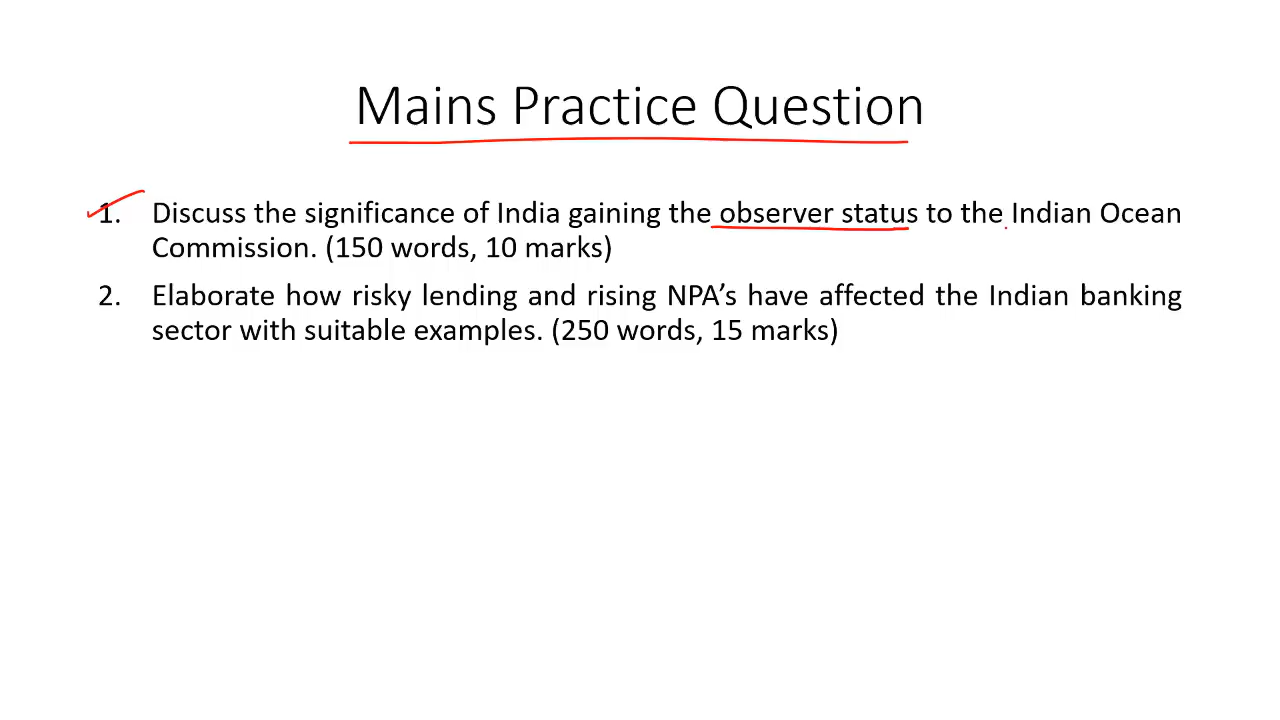 Mains Practice Question
1. Discuss the significance of India gaining the observer status to the Indian Ocean
Commission. (150 words, 10 marks)
2. Elaborate how risky lending and rising NPA’s have affected the Indian banking
sector with suitable examples. (250 words, 15 marks)